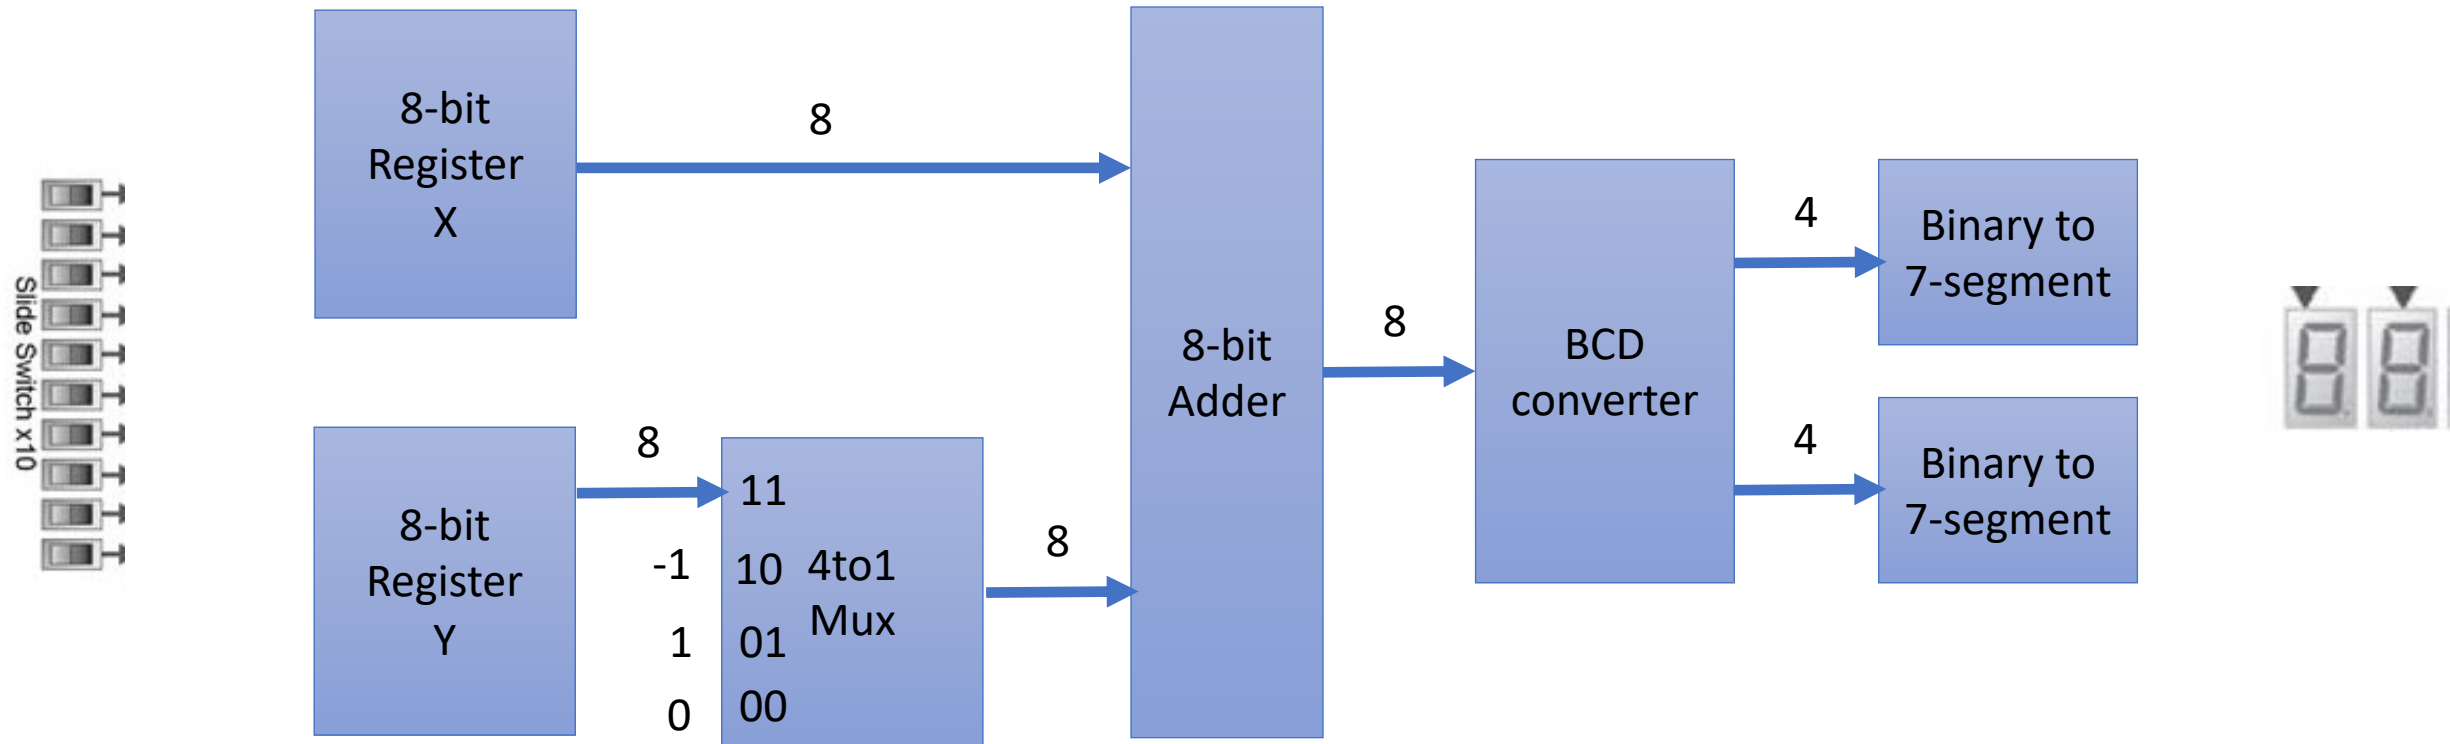 Slide Switch x10
8-bit
Register
X
8
8-bit
Register
Y
8
-1
1
0
11
10
01
00
4to1
Mux
8
8-bit
Adder
8
BCD
converter
4
Binary to
7-segment
4
Binary to
7-segment